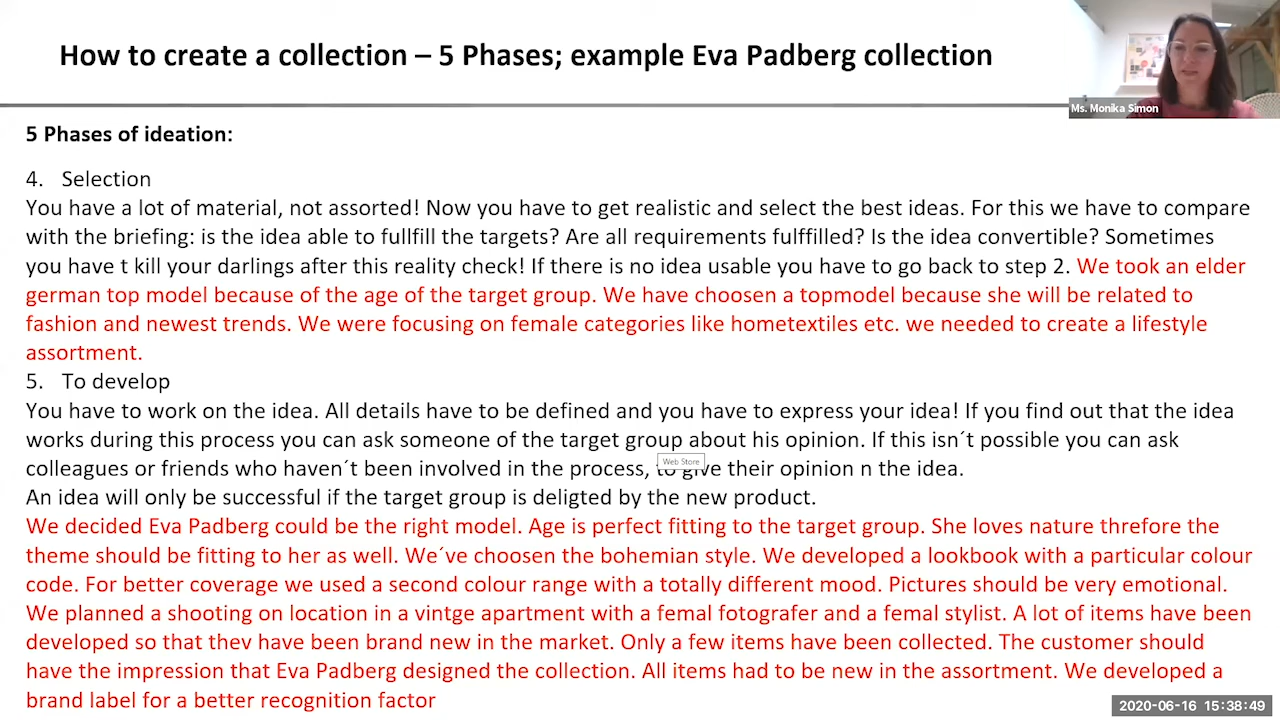 How to create a collection – 5 Phases; example Eva Padberg collection
Ms. Monika Simon
5 Phases of ideation:
4. Selection
You have a lot of material, not assorted! Now you have to get realistic and select the best ideas. For this we have to compare
with the briefing: is the idea able to fullfill the targets? Are all requirements fulffilled? Is the idea convertible? Sometimes
you have t kill your darlings after this reality check! If there is no idea usable you have to go back to step 2. We took an elder
german top model because of the age of the target group. We have choosen a topmodel because she will be related to
fashion and newest trends. We were focusing on female categories like hometextiles etc. we needed to create a lifestyle
assortment.
5. To develop
You have to work on the idea. All details have to be defined and you have to express your idea! If you find out that the idea
works during this process you can ask someone of the target group about his opinion. If this isn´t possible you can ask
Web Store
colleagues or friends who haven´t been involved in the process, to give their opinion n the idea.
An idea will only be successful if the target group is deligted by the new product.
We decided Eva Padberg could be the right model. Age is perfect fitting to the target group. She loves nature threfore the
theme should be fitting to her as well. We´ve choosen the bohemian style. We developed a lookbook with a particular colour
code. For better coverage we used a second colour range with a totally different mood. Pictures should be very emotional.
We planned a shooting on location in a vintge apartment with a femal fotografer and a femal stylist. A lot of items have been
developed so that thev have been brand new in the market. Only a few items have been collected. The customer should
have the impression that Eva Padberg designed the collection. All items had to be new in the assortment. We developed a
brand label for a better recognition factor
2020-06-16 15:38:49